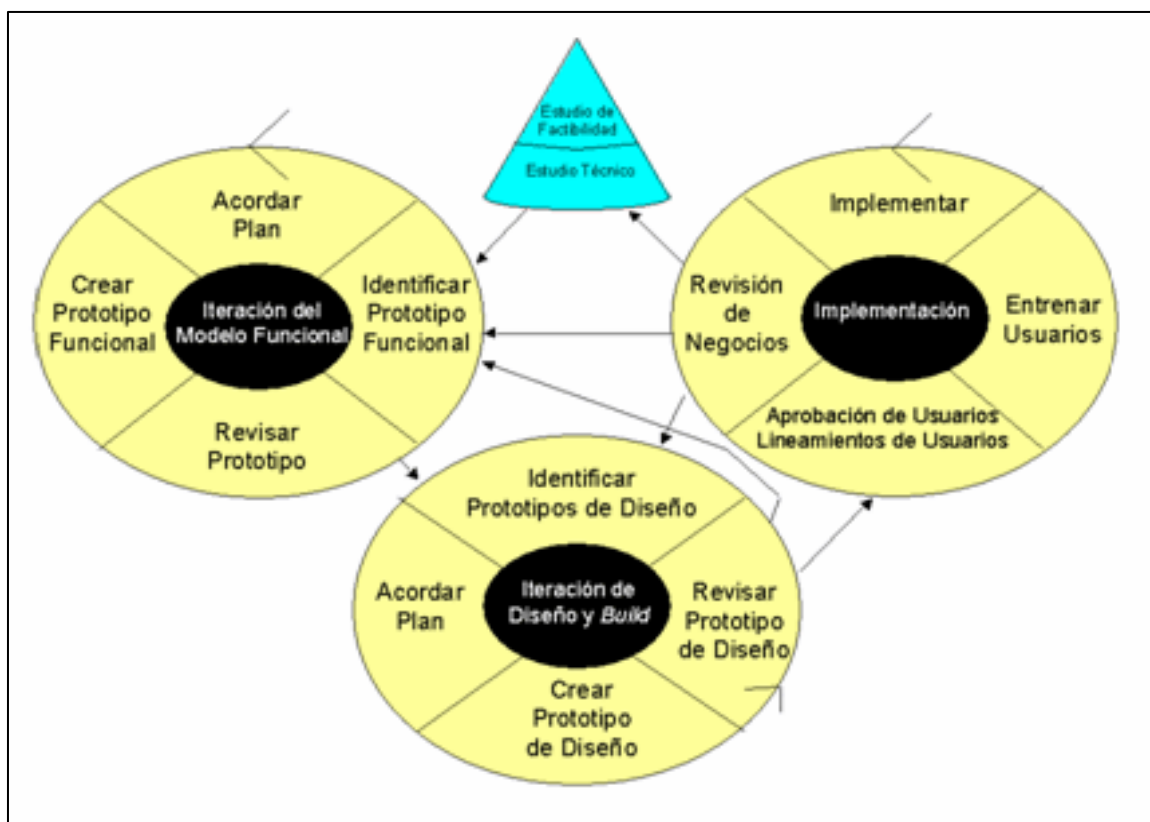 Estudio de
Factibilidad
Estudio Técnico
Acordar
Plan
Crear
Prototipo
Funcional
Iteración del
Modelo Funcional
Identificar
Prototipo
Funcional
Revisar
Prototipo
Implementar
Revisión
de
Negocios
Implementación
Entrenar
Usuarios
Aprobación de Usuarios
Lineamientos de Usuarios
Identificar
Prototipos de Diseño
Acordar
Plan
Iteración de
Diseño y Build
Revisar
Prototipo
de Diseño
Crear
Prototipo
de Diseño